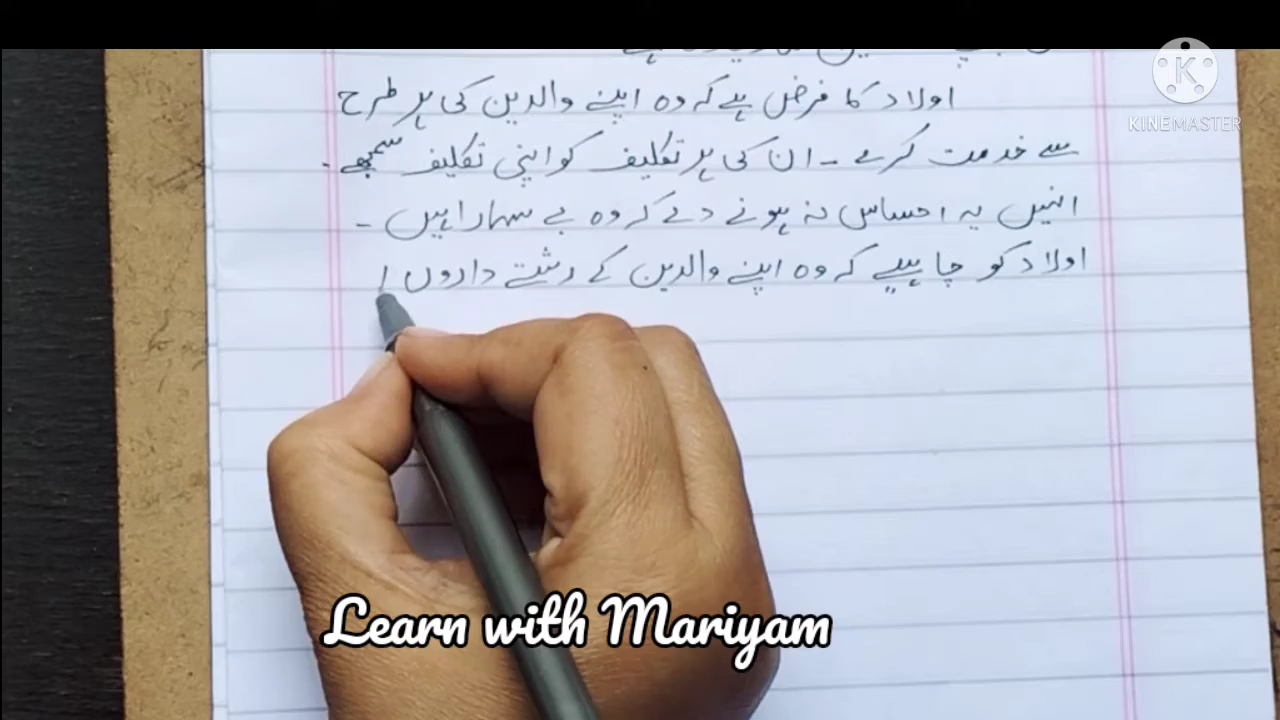 KINEMASTER
اولاد کا فرض ہے کہ وہ اپنے والدین کی ہر طرح
سے خدمت کرے ۔ ان کی ہر تکلیف کو اپنی تکلیف سمجھے ۔
انہیں یہ احساس نہ ہونے دے کہ وہ بے سہارا ہیں ۔
اولاد کو چاہیے کہ وہ اپنے والدین کے رشتے داروں ا
Learn with Mariyam